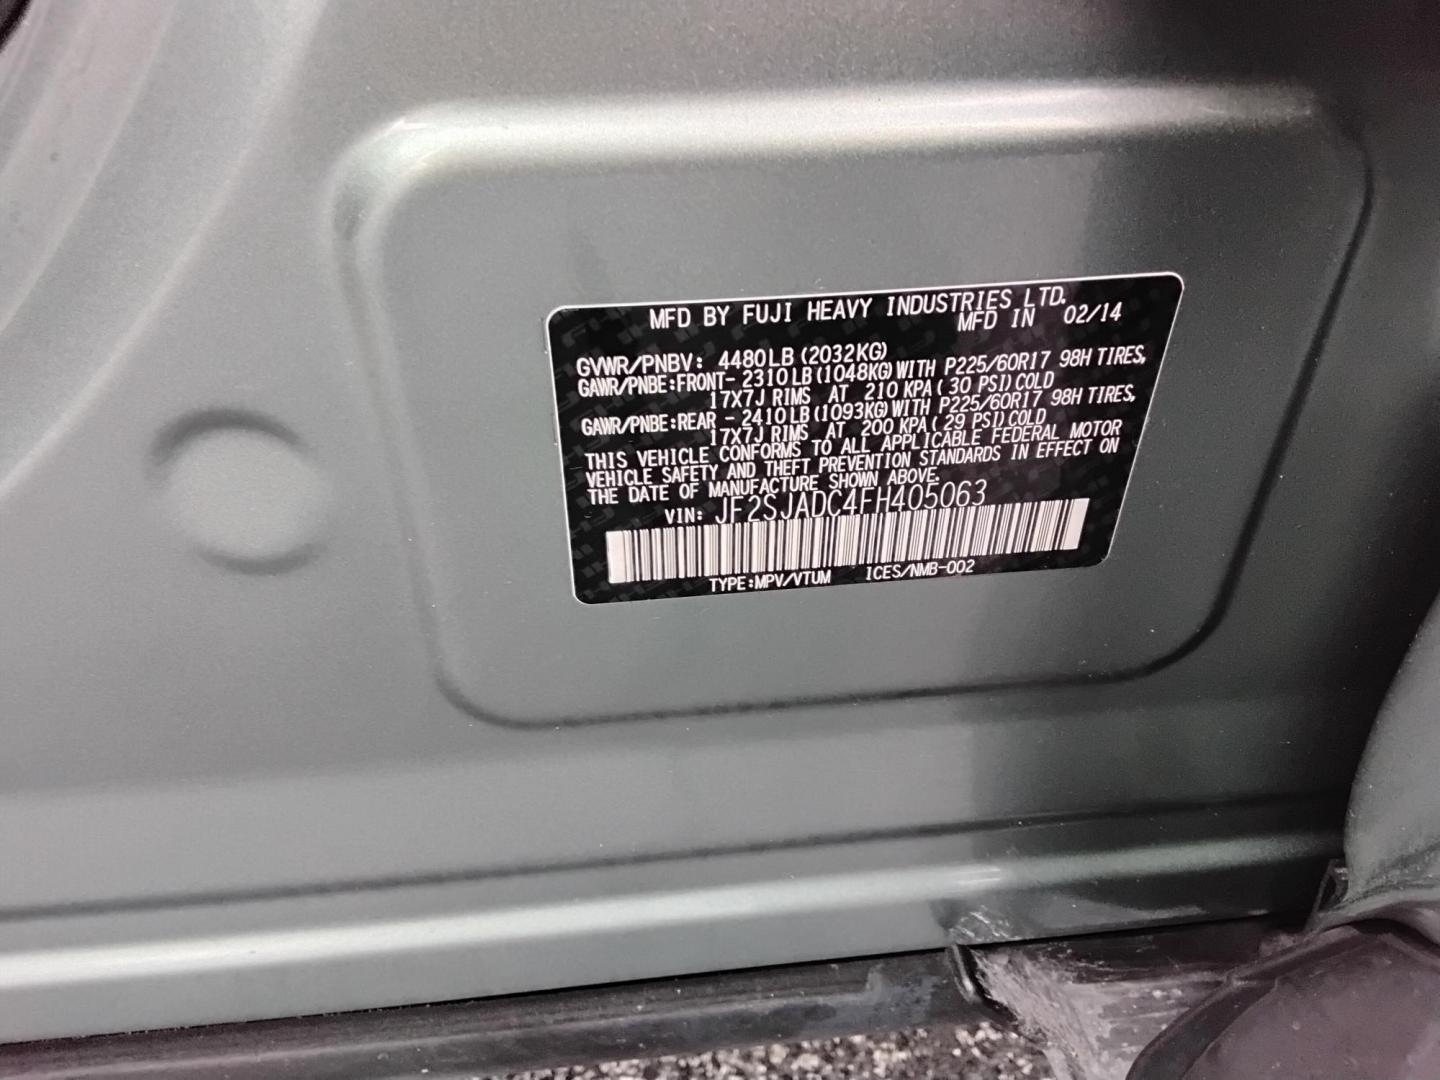 MFD BY FUJI HEAVY INDUSTRIES LTD.
MFD IN 02/14
GVWR/PNBV: 4480LB (2032KG)
GAWR/PNBE:FRONT- 2310LB (1048KG) WITH P225/60R17 98H TIRES,
17X7J RIMS AT 210 KPA( 30 PSI)COLD
GAWR/PNBE:REAR - 2410LB (1093KG) WITH P225/60R17 98H TIRES,
17X7J RIMS AT 200 KPA( 29 PSI)COLD
THIS VEHICLE CONFORMS TO ALL APPLICABLE FEDERAL MOTOR
VEHICLE SAFETY AND THEFT PREVENTION STANDARDS IN EFFECT ON
THE DATE OF MANUFACTURE SHOWN ABOVE.
VIN: JF2SJADC4FH405063
TYPE:MPV/VTUM ICES/NMB-002